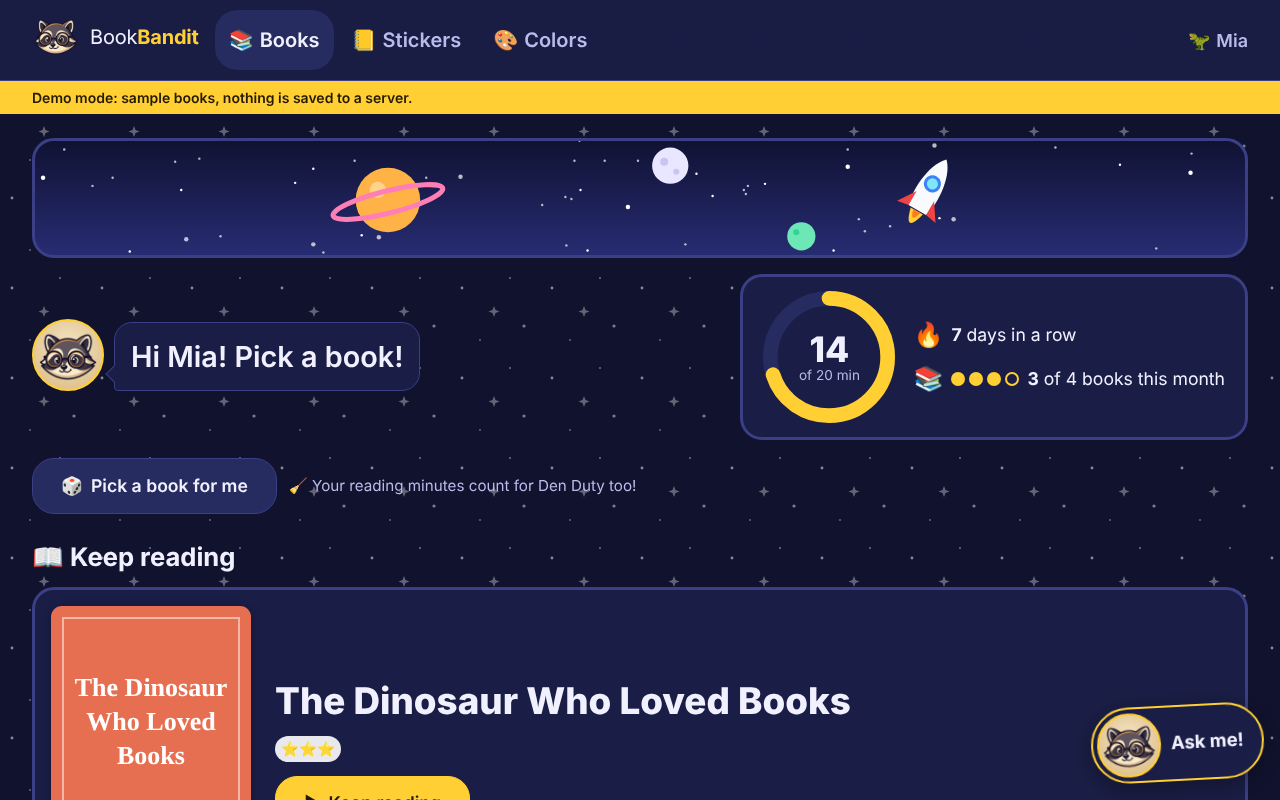 BookBandit
📚 Books
📒 Stickers
🎨 Colors
🦖 Mia
Demo mode: sample books, nothing is saved to a server.
Hi Mia! Pick a book!
14
of 20 min
🔥 7 days in a row
📚 3 of 4 books this month
🎲 Pick a book for me
🧹 Your reading minutes count for Den Duty too!
📖 Keep reading
The Dinosaur
Who Loved
Books
The Dinosaur Who Loved Books
⭐⭐⭐
▶ Keep reading
Ask me!